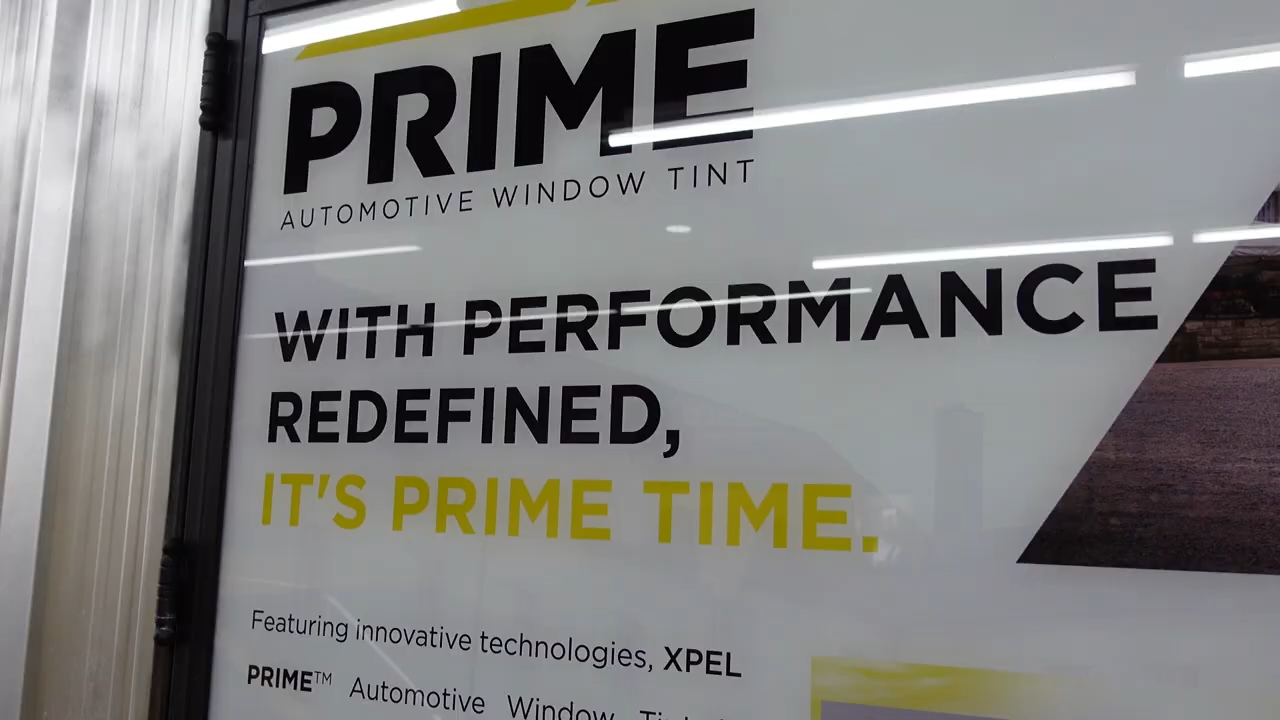 PRIME
AUTOMOTIVE WINDOW TINT
WITH PERFORMANCE
REDEFINED,
IT'S PRIME TIME.
Featuring innovative technologies, XPEL
PRIME™ Automotive Window